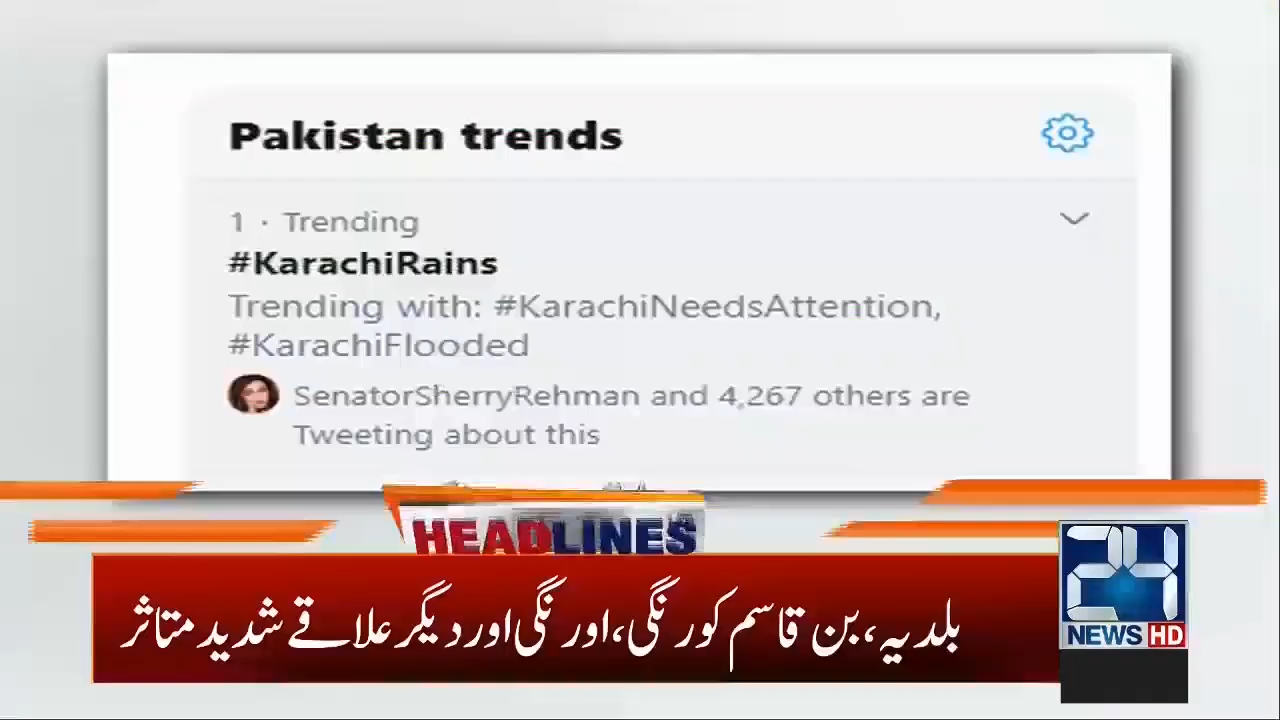 Pakistan trends
1 · Trending
#KarachiRains
Trending with: #KarachiNeedsAttention,
#KarachiFlooded
SenatorSherryRehman and 4,267 others are
Tweeting about this
HEADLINES
بلدیہ، بن قاسم کورنگی، اورنگی اور دیگر علاقے شدید متاثر
24
NEWS HD